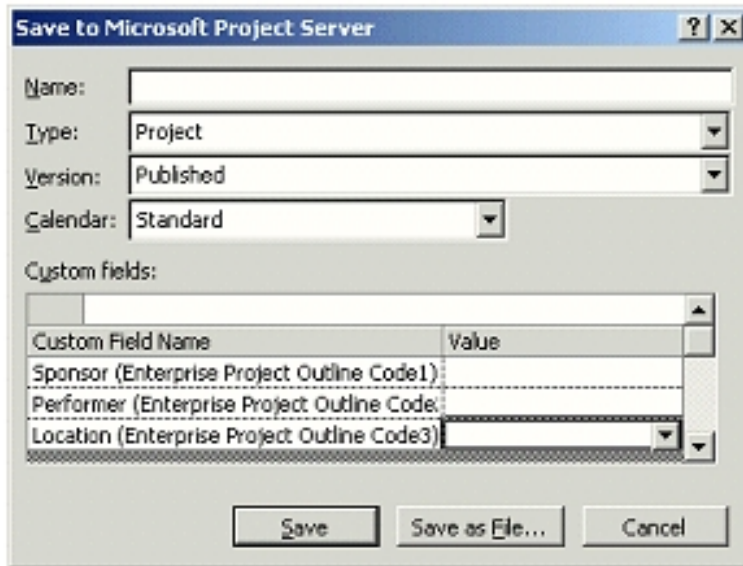 Save to Microsoft Project Server
Name:
Type: Project
Version: Published
Calendar: Standard
Custom fields:
Custom Field Name Value
Sponsor (Enterprise Project Outline Code1)
Performer (Enterprise Project Outline Code
Location (Enterprise Project Outline Code3)
Save Save as File... Cancel